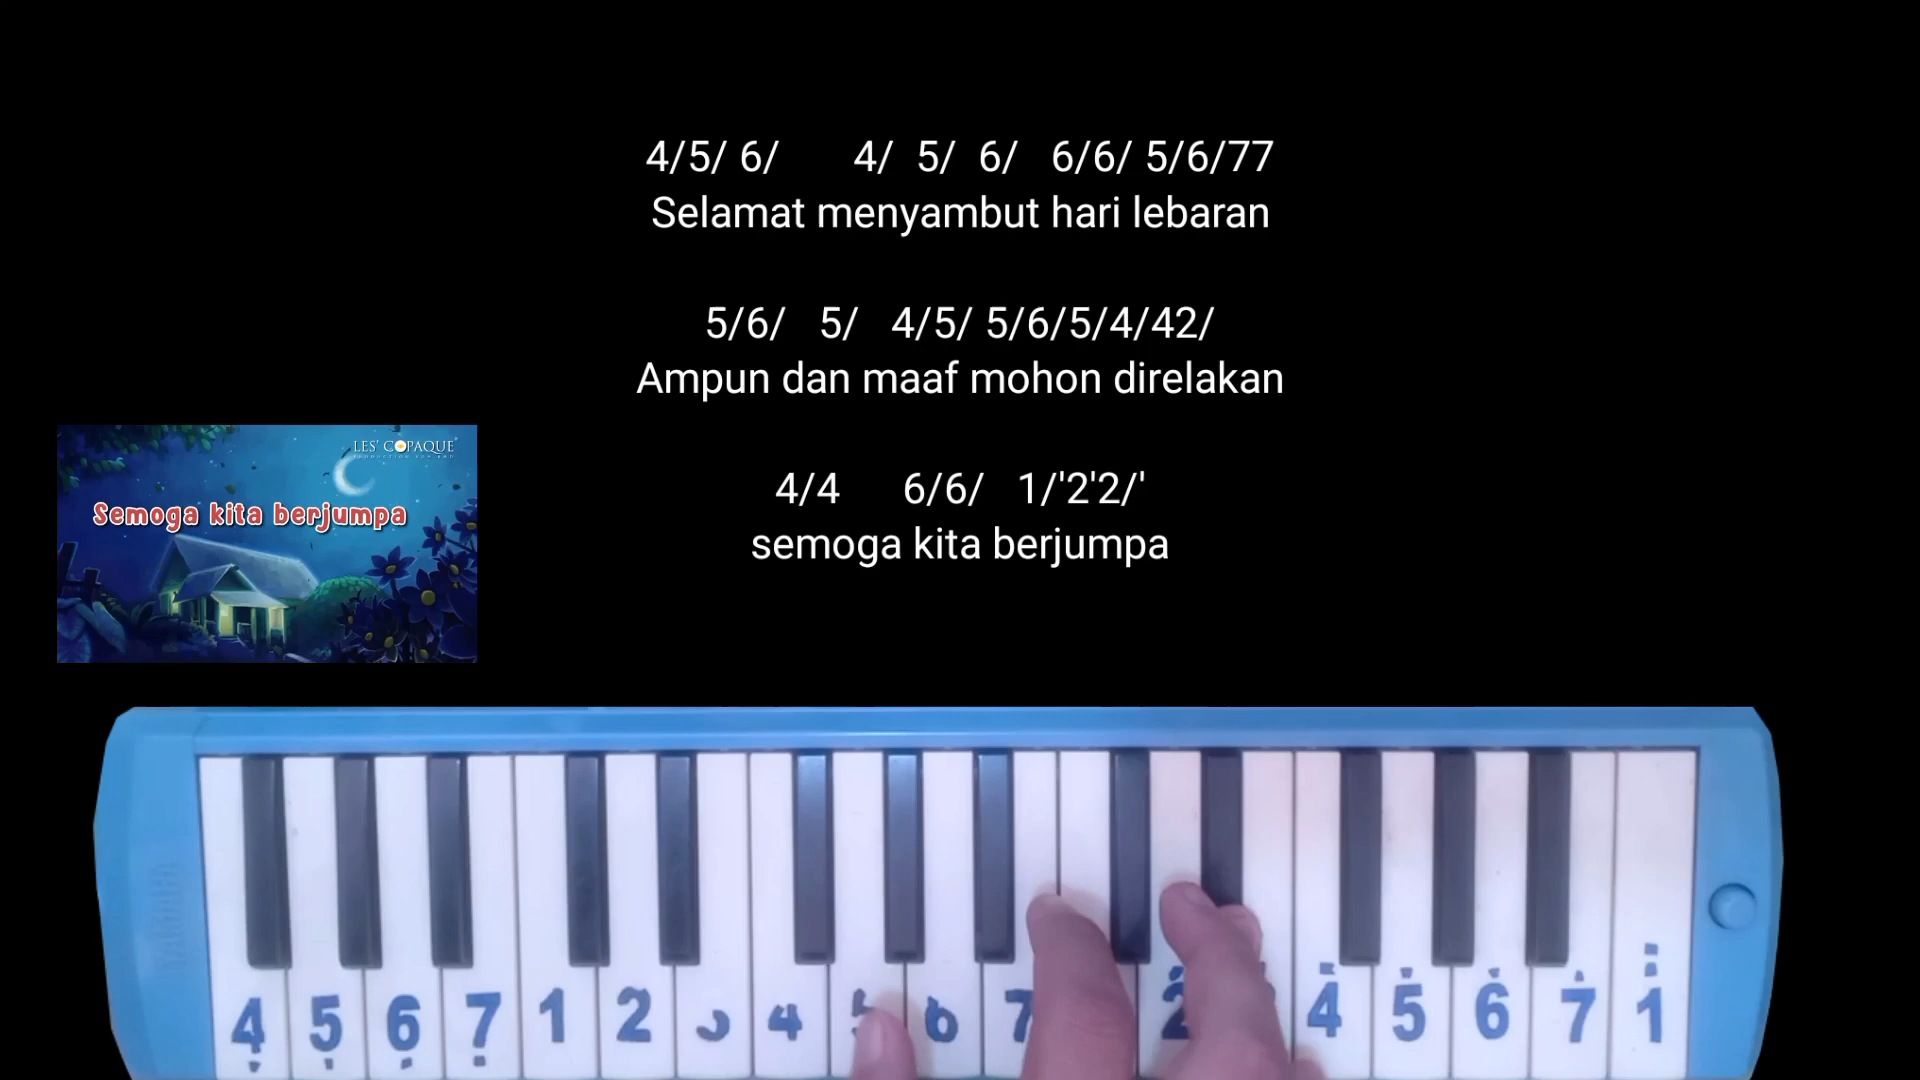 4/5/ 6/ 4/ 5/ 6/ 6/6/ 5/6/77
Selamat menyambut hari lebaran
5/6/ 5/ 4/5/ 5/6/5/4/42/
Ampun dan maaf mohon direlakan
4/4 6/6/ 1/'2'2/'
semoga kita berjumpa
LES' COPAQUE
Semoga kita berjumpa
4 5 6 7 1 2 4 6 7 2 4 5 6 7 1